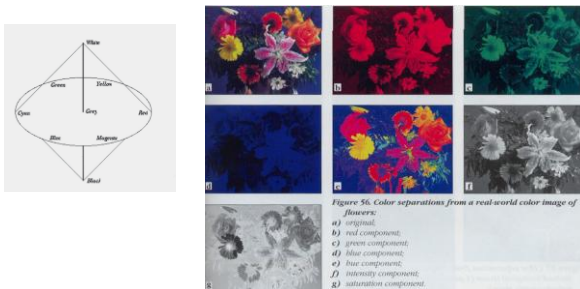 White
Green
Yellow
Cyan
Grey
Red
Blue
Magenta
a
b
c
d
e
f
g
Figure 56. Color separations from a real-world color image of
flowers:
a) original;
b) red component;
c) green component;
d) blue component;
e) hue component;
f) intensity component;
g) saturation component.